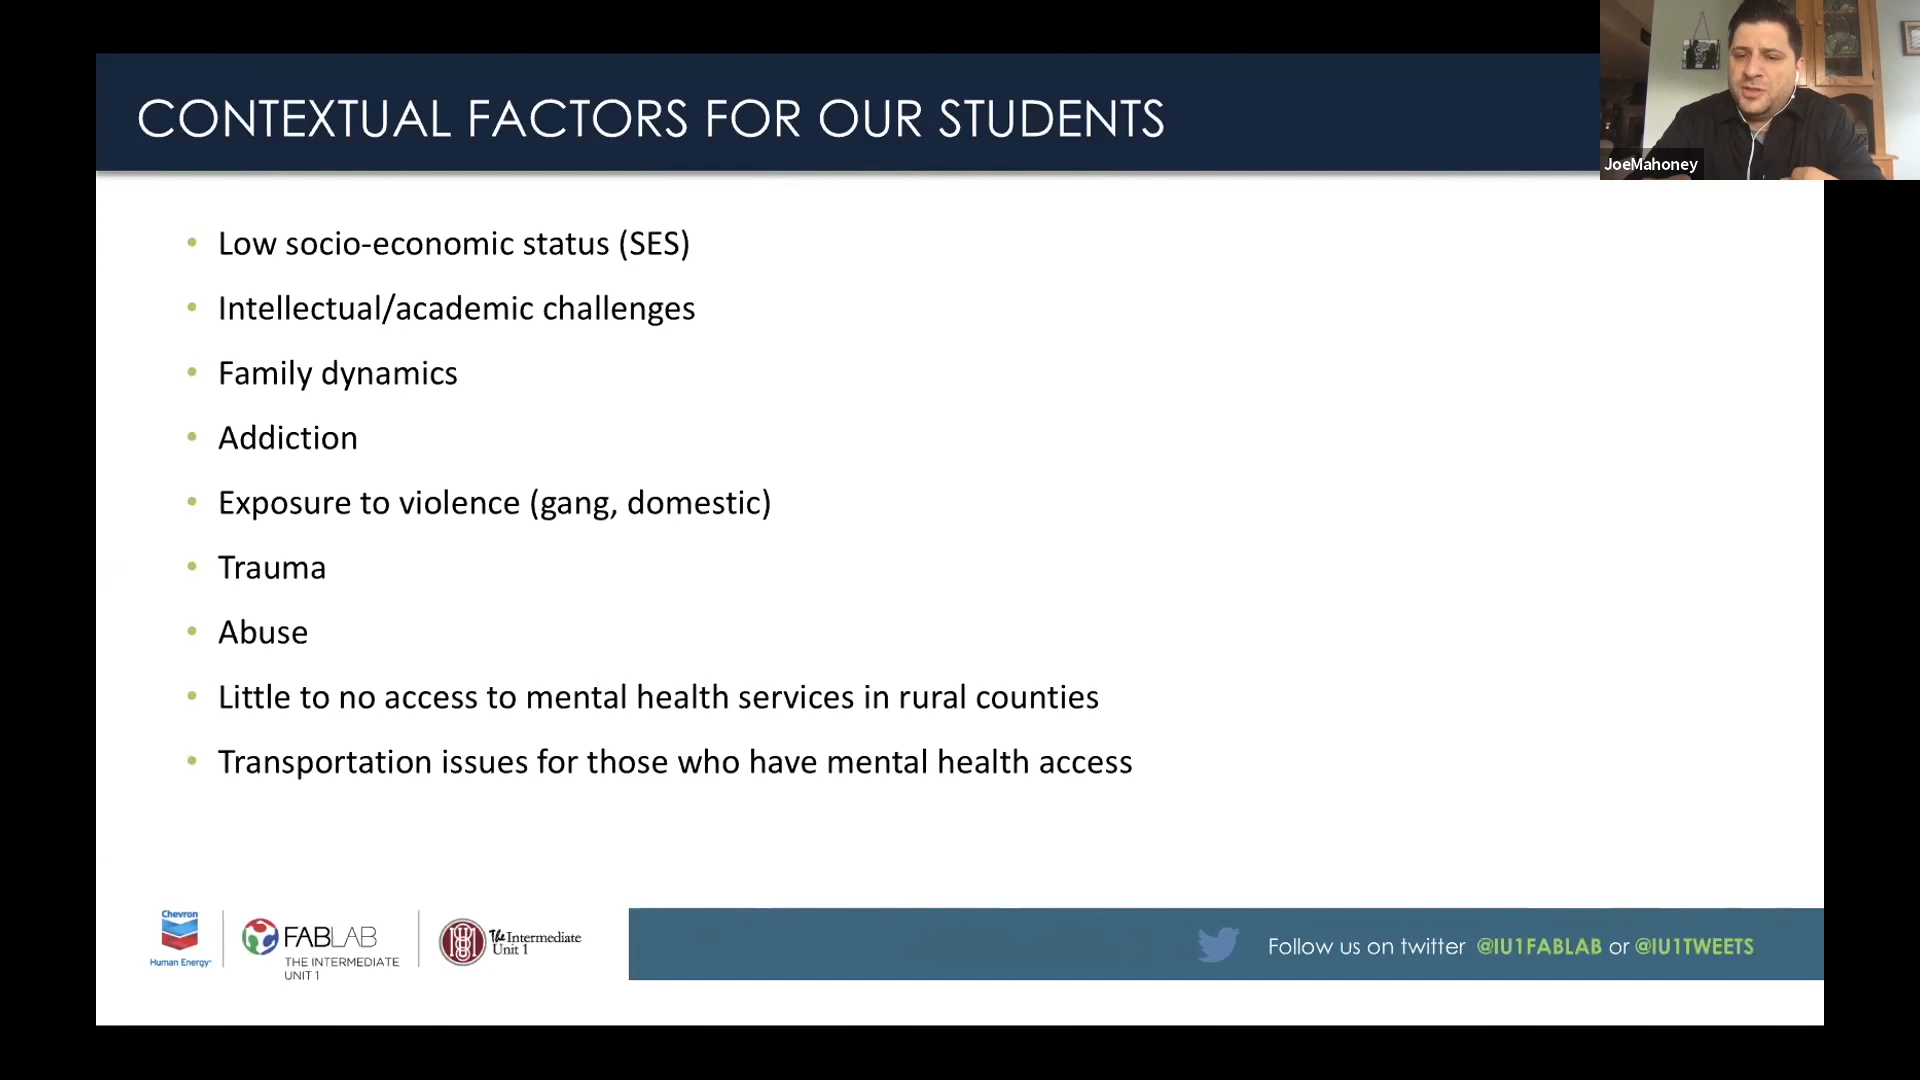 CONTEXTUAL FACTORS FOR OUR STUDENTS
JoeMahoney
• Low socio-economic status (SES)
• Intellectual/academic challenges
• Family dynamics
• Addiction
• Exposure to violence (gang, domestic)
• Trauma
• Abuse
• Little to no access to mental health services in rural counties
• Transportation issues for those who have mental health access
Chevron
Human Energy®
FABLAB
THE INTERMEDIATE
UNIT 1
The Intermediate
Unit 1
Follow us on twitter @IU1FABLAB or @IU1TWEETS